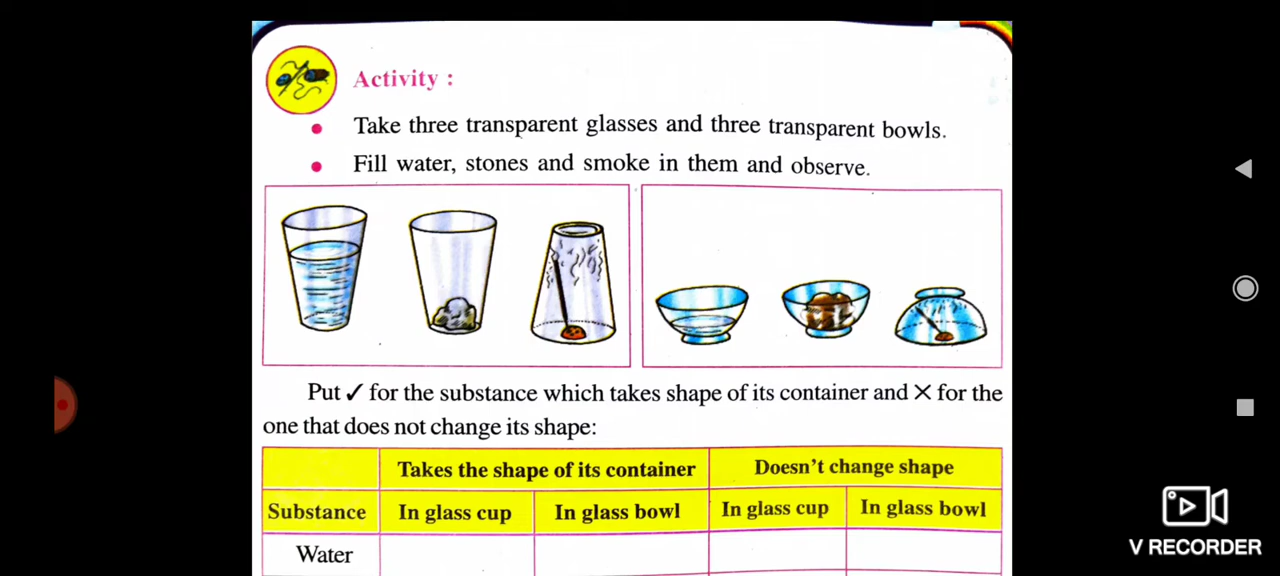 Activity :
Take three transparent glasses and three transparent bowls.
Fill water, stones and smoke in them and observe.
Put ✓ for the substance which takes shape of its container and ✕ for the
one that does not change its shape:
Takes the shape of its container Doesn't change shape
Substance In glass cup In glass bowl In glass cup In glass bowl
Water
V RECORDER